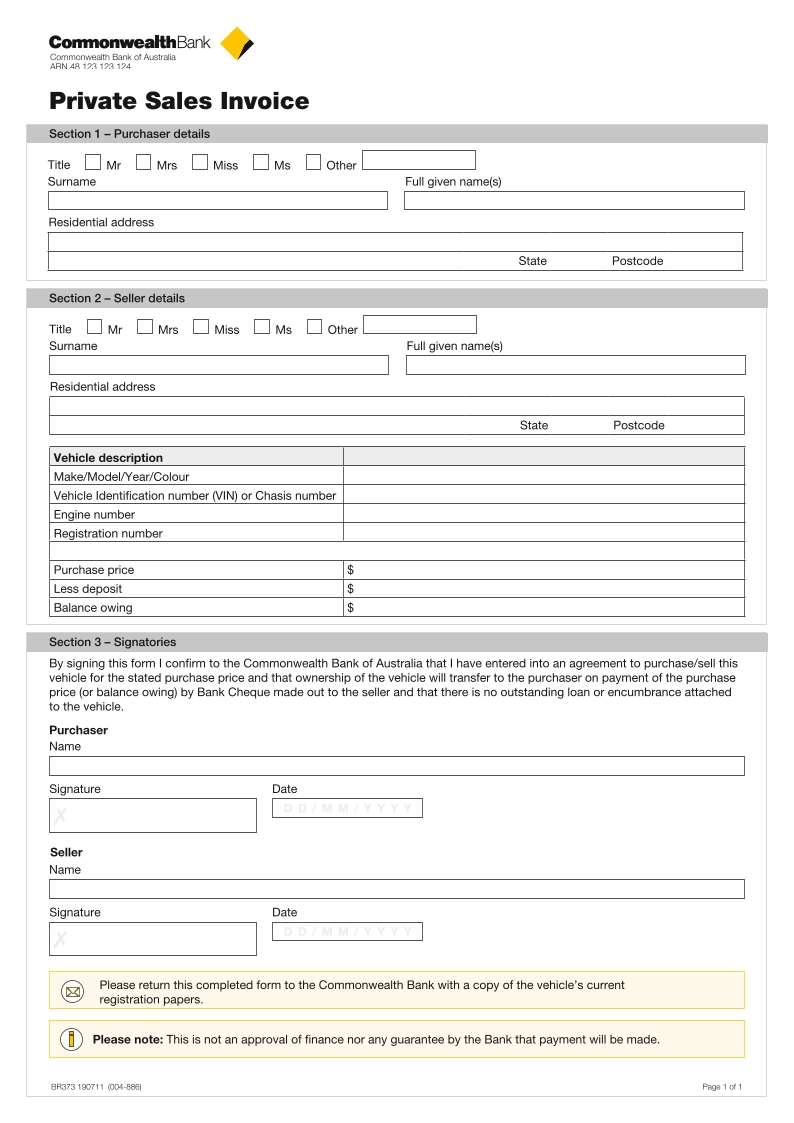 CommonwealthBank
Commonwealth Bank of Australia
ABN 48 123 123 124
Private Sales Invoice
Section 1 – Purchaser details
Title Mr Mrs Miss Ms Other
Surname Full given name(s)
Residential address
State Postcode
Section 2 – Seller details
Title Mr Mrs Miss Ms Other
Surname Full given name(s)
Residential address
State Postcode
Vehicle description
Make/Model/Year/Colour
Vehicle Identification number (VIN) or Chasis number
Engine number
Registration number
Purchase price $
Less deposit $
Balance owing $
Section 3 – Signatories
By signing this form I confirm to the Commonwealth Bank of Australia that I have entered into an agreement to purchase/sell this
vehicle for the stated purchase price and that ownership of the vehicle will transfer to the purchaser on payment of the purchase
price (or balance owing) by Bank Cheque made out to the seller and that there is no outstanding loan or encumbrance attached
to the vehicle.
Purchaser
Name
Signature Date
✗ DD/MM/YYYY
Seller
Name
Signature Date
✗ DD/MM/YYYY
Please return this completed form to the Commonwealth Bank with a copy of the vehicle's current
registration papers.
Please note: This is not an approval of finance nor any guarantee by the Bank that payment will be made.
BR373 190711 (004-886) Page 1 of 1